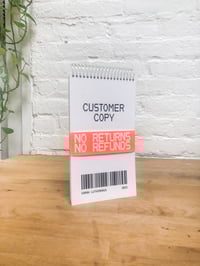 CUSTOMER
COPY
NO RETURNS
NO REFUNDS